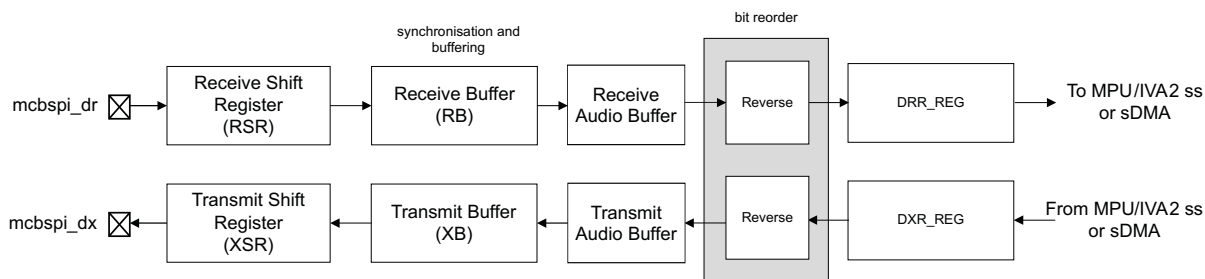 bit reorder
synchronisation and
buffering
mcbspi_dr
Receive Shift
Register
(RSR)
Receive Buffer
(RB)
Receive
Audio Buffer
Reverse
DRR_REG
To MPU/IVA2 ss
or sDMA
mcbspi_dx
Transmit Shift
Register
(XSR)
Transmit Buffer
(XB)
Transmit
Audio Buffer
Reverse
DXR_REG
From MPU/IVA2 ss
or sDMA